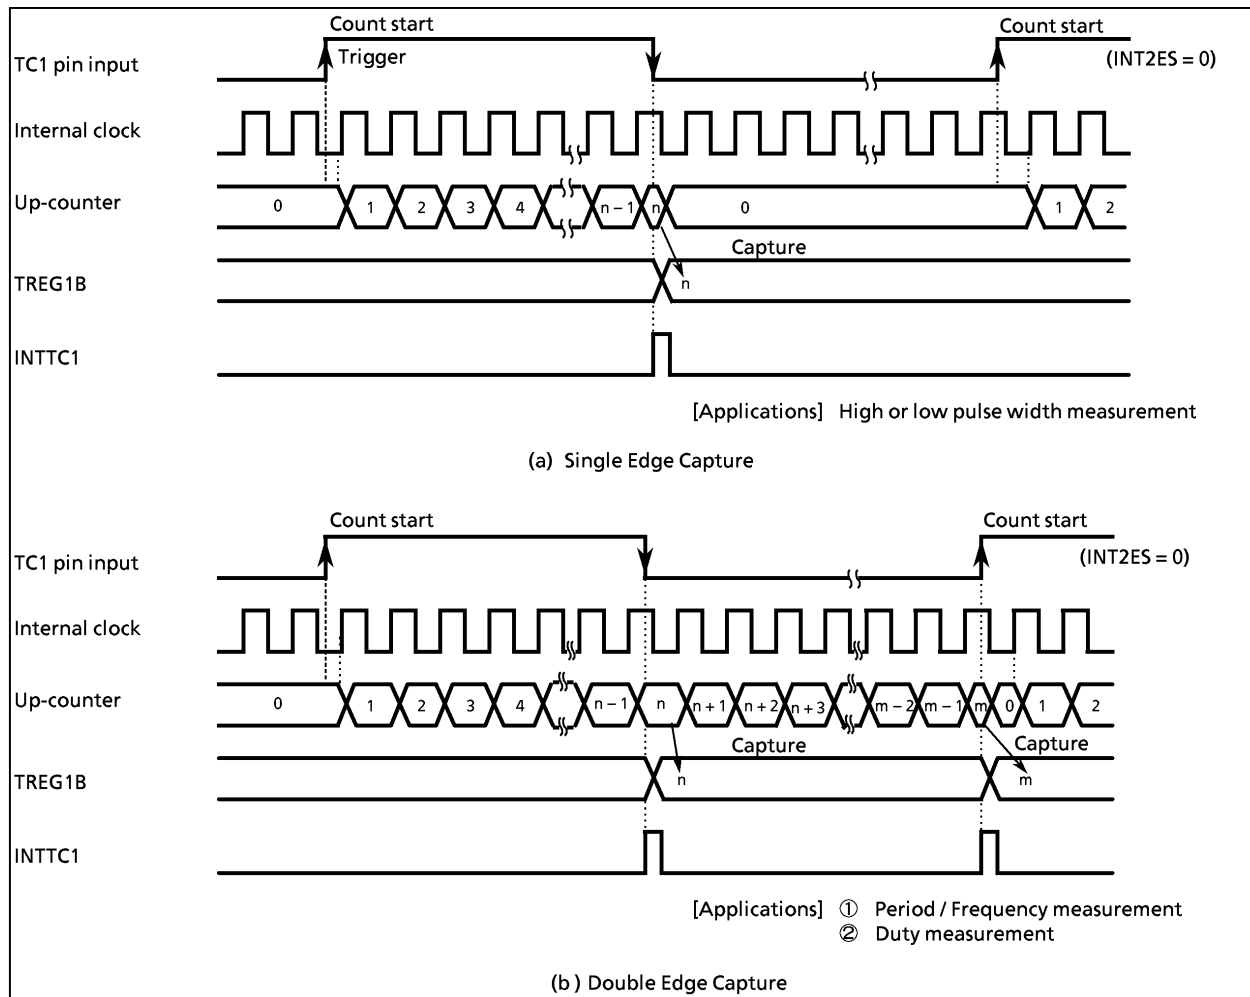 Count start
Count start
TC1 pin input
Trigger
(INT2ES = 0)
Internal clock
Up-counter
0 1 2 3 4 n – 1 n 0 1 2
Capture
TREG1B
n
INTTC1
[Applications] High or low pulse width measurement
(a) Single Edge Capture
Count start
Count start
TC1 pin input
(INT2ES = 0)
Internal clock
Up-counter
0 1 2 3 4 n – 1 n n + 1 n + 2 n + 3 m – 2 m – 1 m 0 1 2
Capture
Capture
TREG1B
n
m
INTTC1
[Applications] ① Period / Frequency measurement
② Duty measurement
(b ) Double Edge Capture